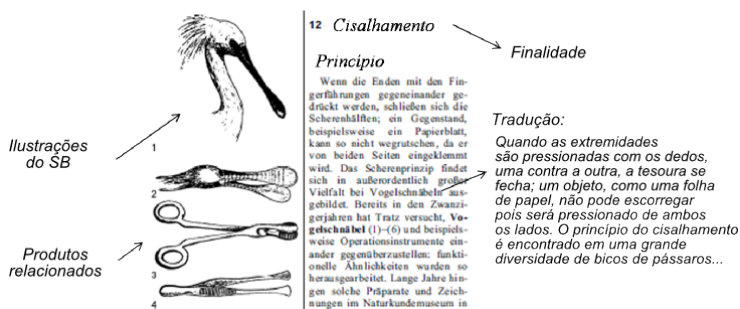 12 Cisalhamento
Finalidade
Princípio
Wenn die Enden mit den Fin-
gerführungen gegeneinander ge-
drückt werden, schließen sich die
Scherenhälften; ein Gegenstand,
beispielsweise ein Papierblatt,
kann so nicht wegrutschen, da er
von beiden Seiten eingeklemmt
wird. Das Scherenprinzip findet
sich in außerordentlich großer
Vielfalt bei Vogelschnäbeln aus-
gebildet. Bereits in den Zwanzi-
gerjahren hat Tratz versucht, Vo-
gelschnäbel (1)–(6) und beispiels-
weise Operationsinstrumente ein-
ander gegenüberzustellen: funkti-
onelle Ähnlichkeiten wurden so
herausgearbeitet. Lange Jahre hin-
gen solche Präparate und Zeich-
nungen im Naturkundemuseum in
Ilustrações
do SB
Produtos
relacionados
1
2
3
4
Tradução:
Quando as extremidades
são pressionadas com os dedos,
uma contra a outra, a tesoura se
fecha; um objeto, como uma folha
de papel, não pode escorregar
pois será pressionado de ambos
os lados. O princípio do cisalhamento
é encontrado em uma grande
diversidade de bicos de pássaros...